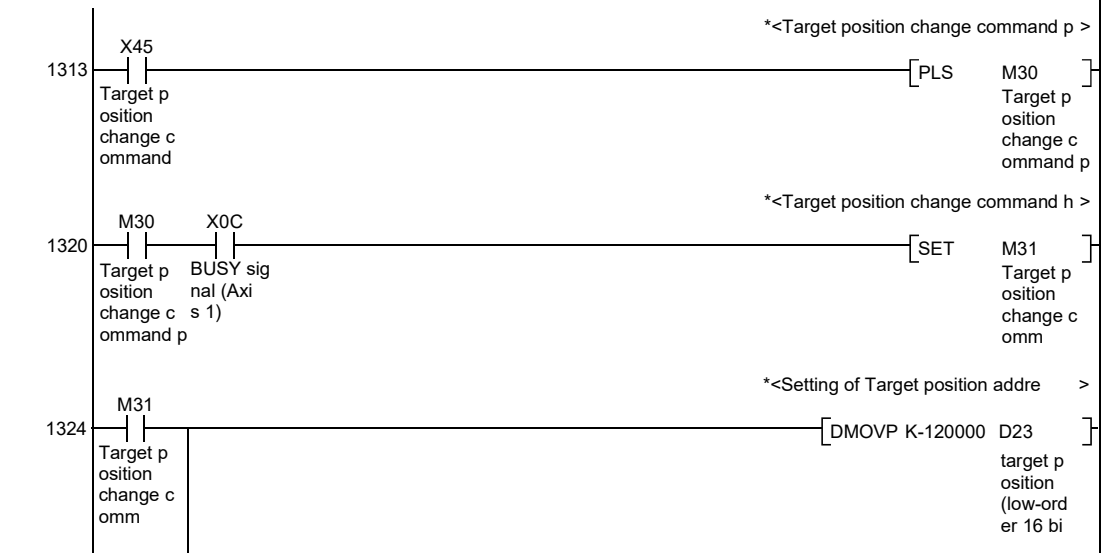 *<Target position change command p >
X45
1313
PLS M30
Target p
osition
change c
ommand
Target p
osition
change c
ommand p
*<Target position change command h >
M30 X0C
1320
SET M31
Target p
osition
change c
ommand p
BUSY sig
nal (Axi
s 1)
Target p
osition
change c
omm
*<Setting of Target position addre >
M31
1324
DMOVP K-120000 D23
Target p
osition
change c
omm
target p
osition
(low-ord
er 16 bi